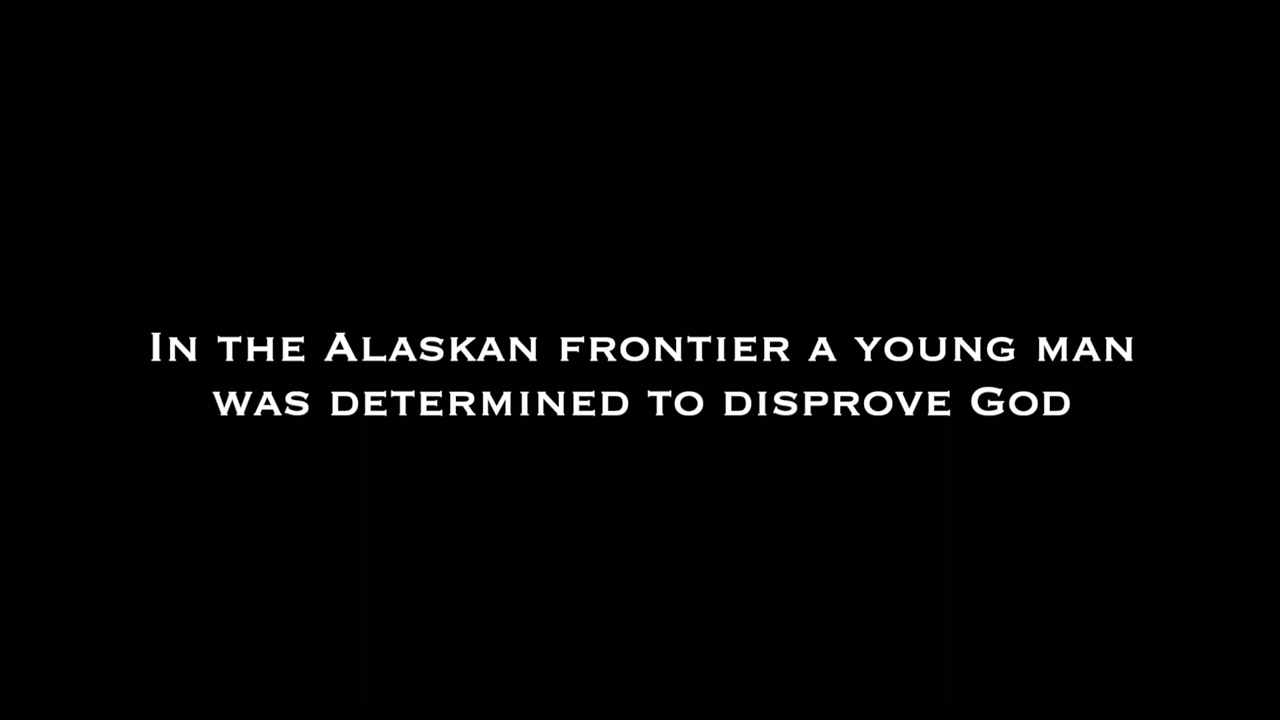 In the Alaskan frontier a young man
was determined to disprove God